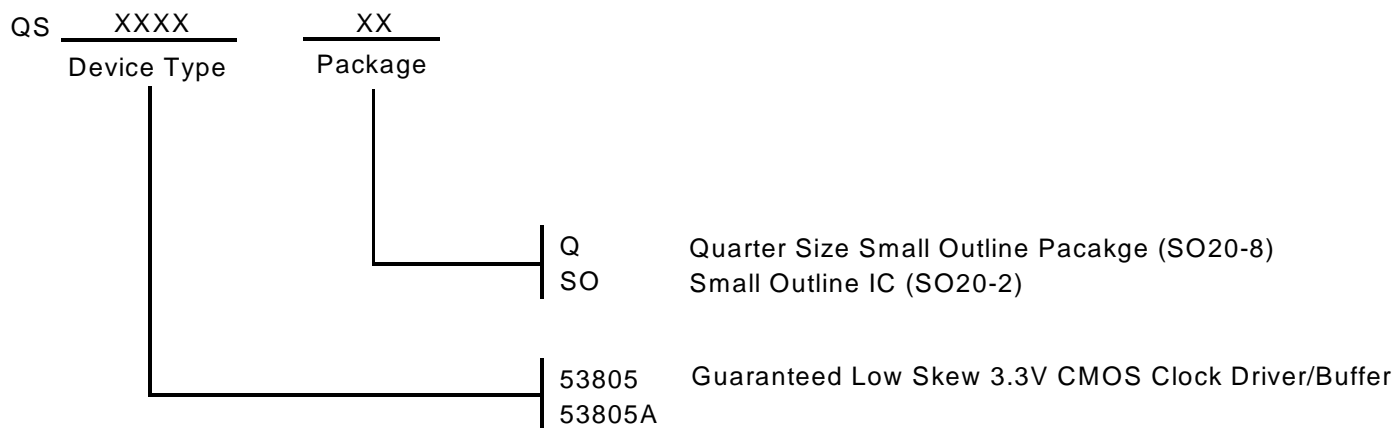 QS XXXX XX
Device Type Package
Q Quarter Size Small Outline Pacakge (SO20-8)
SO Small Outline IC (SO20-2)
53805 Guaranteed Low Skew 3.3V CMOS Clock Driver/Buffer
53805A